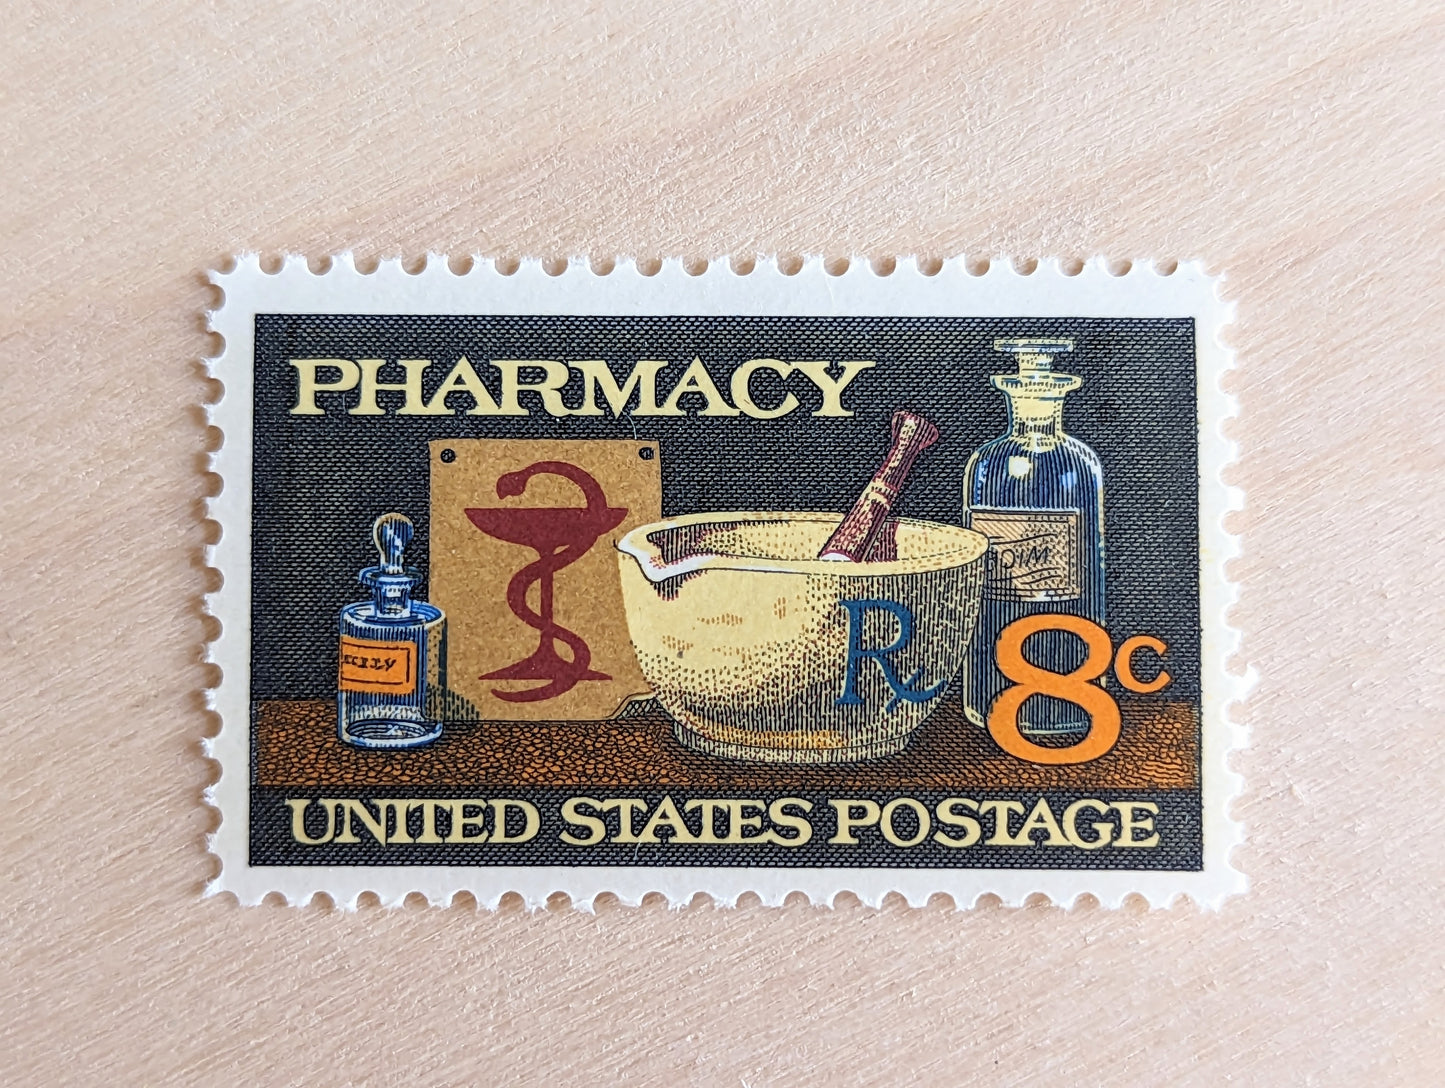 PHARMACY
℞
8c
UNITED STATES POSTAGE